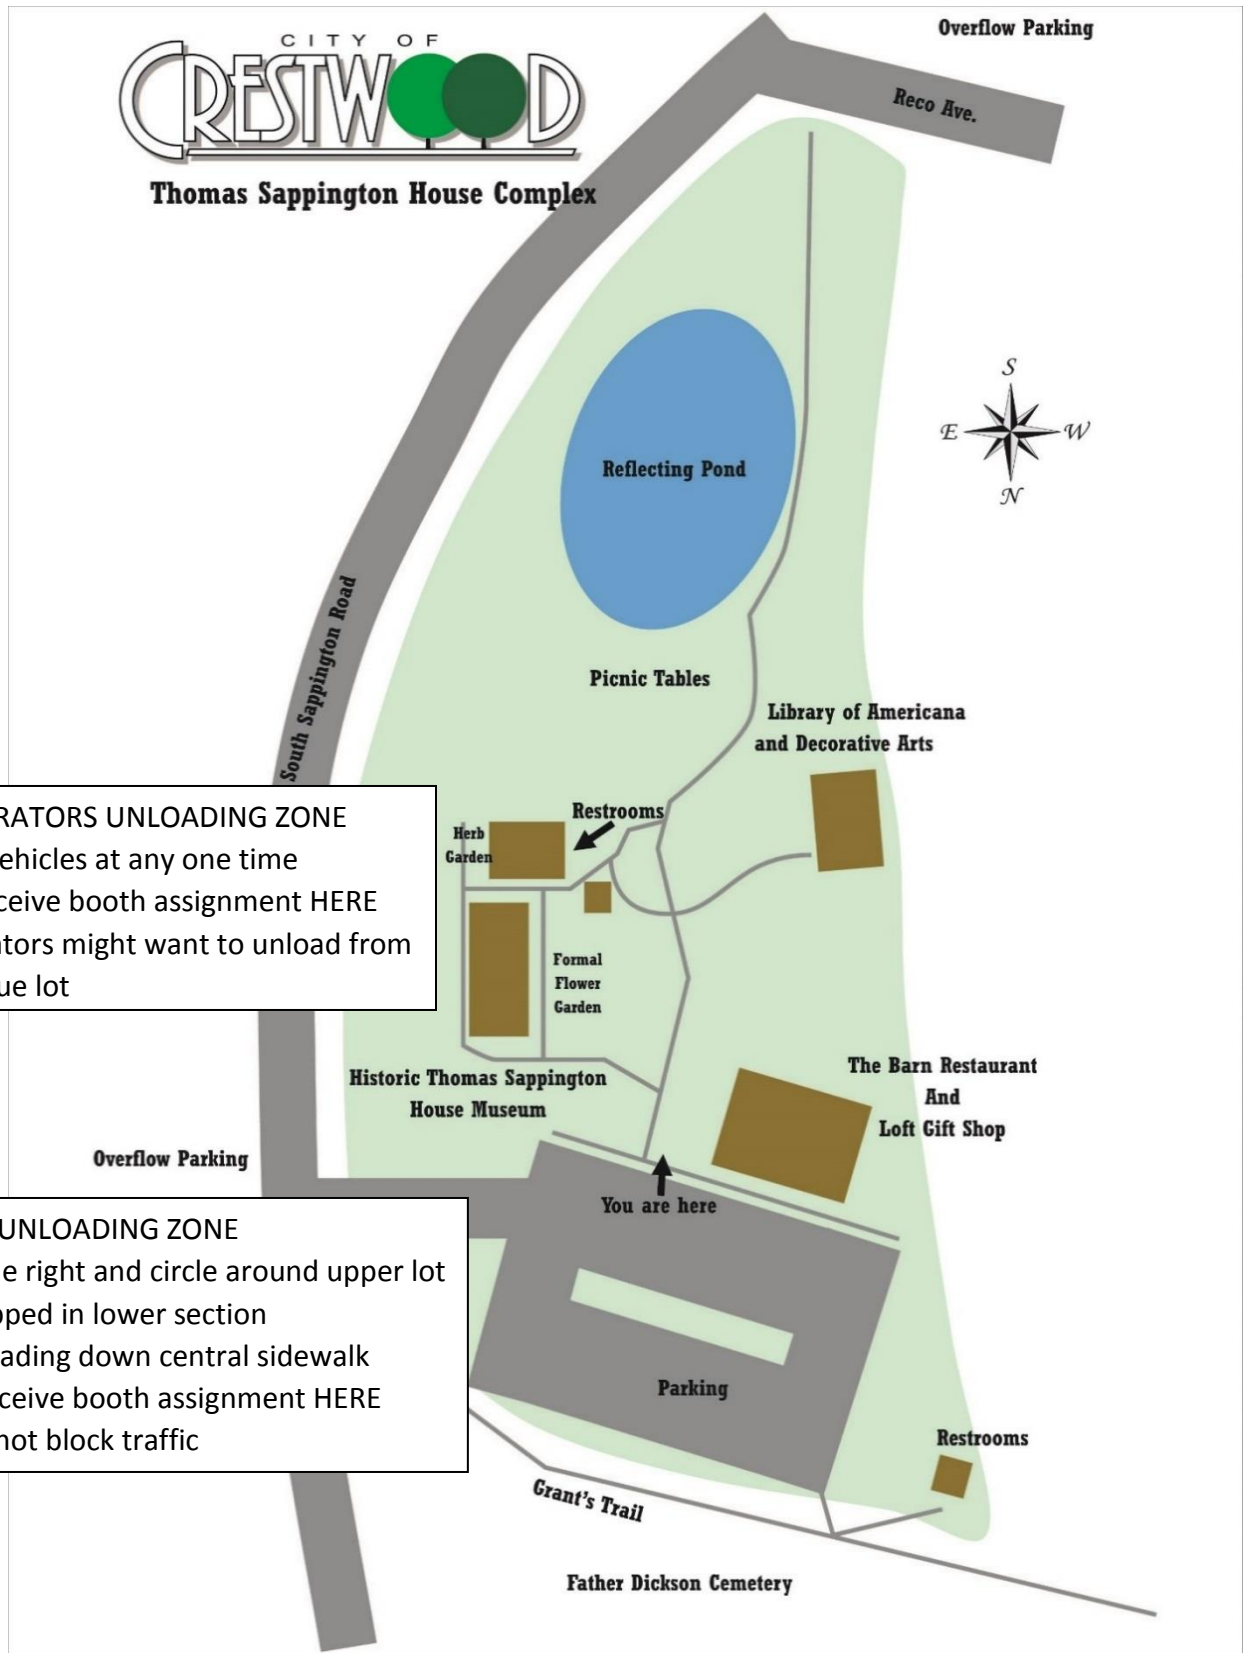 CITY OF
CRESTWOOD
Thomas Sappington House Complex
Overflow Parking
Reco Ave.
S
E W
N
Reflecting Pond
South Sappington Road
Picnic Tables
Library of Americana
and Decorative Arts
RATORS UNLOADING ZONE
ehicles at any one time
ceive booth assignment HERE
ators might want to unload from
ue lot
Restrooms
Herb
Garden
Formal
Flower
Garden
Historic Thomas Sappington
House Museum
The Barn Restaurant
And
Loft Gift Shop
Overflow Parking
You are here
UNLOADING ZONE
e right and circle around upper lot
pped in lower section
ading down central sidewalk
ceive booth assignment HERE
not block traffic
Parking
Restrooms
Grant's Trail
Father Dickson Cemetery